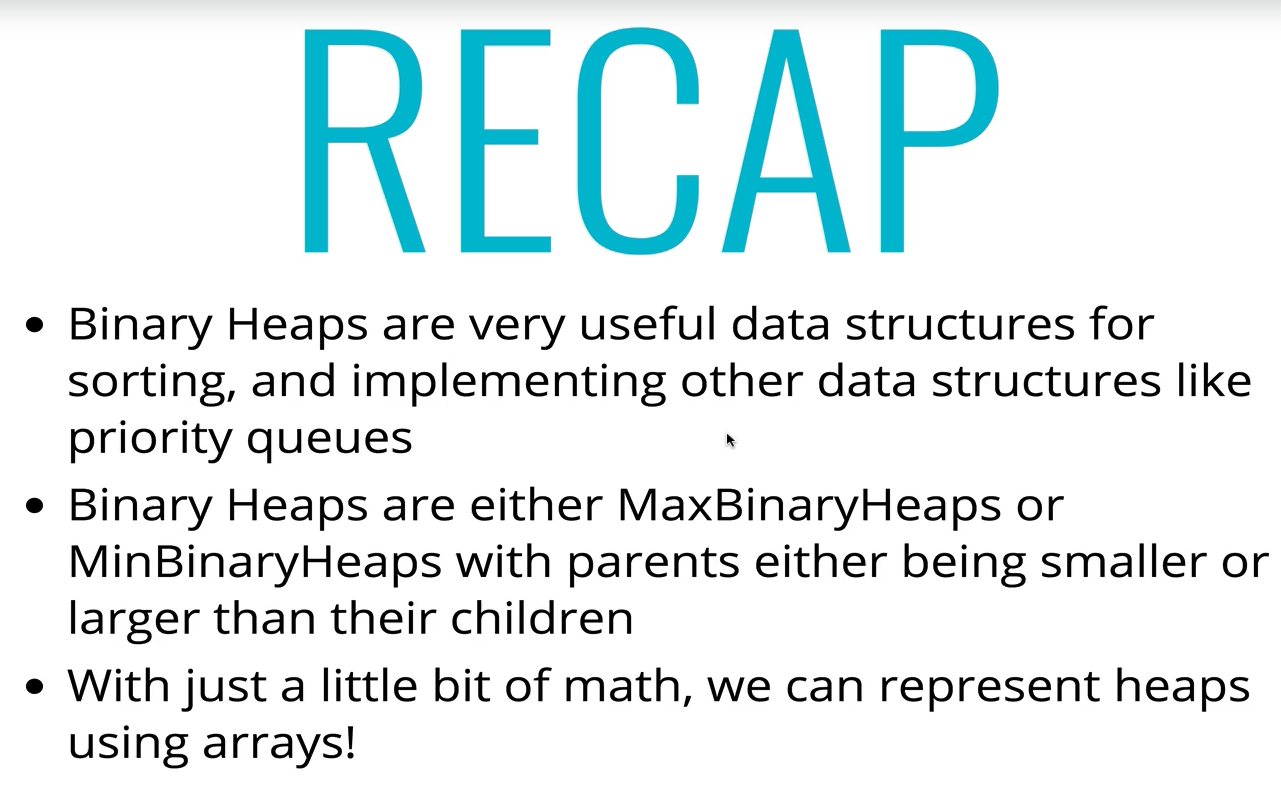 RECAP
• Binary Heaps are very useful data structures for
sorting, and implementing other data structures like
priority queues
• Binary Heaps are either MaxBinaryHeaps or
MinBinaryHeaps with parents either being smaller or
larger than their children
• With just a little bit of math, we can represent heaps
using arrays!